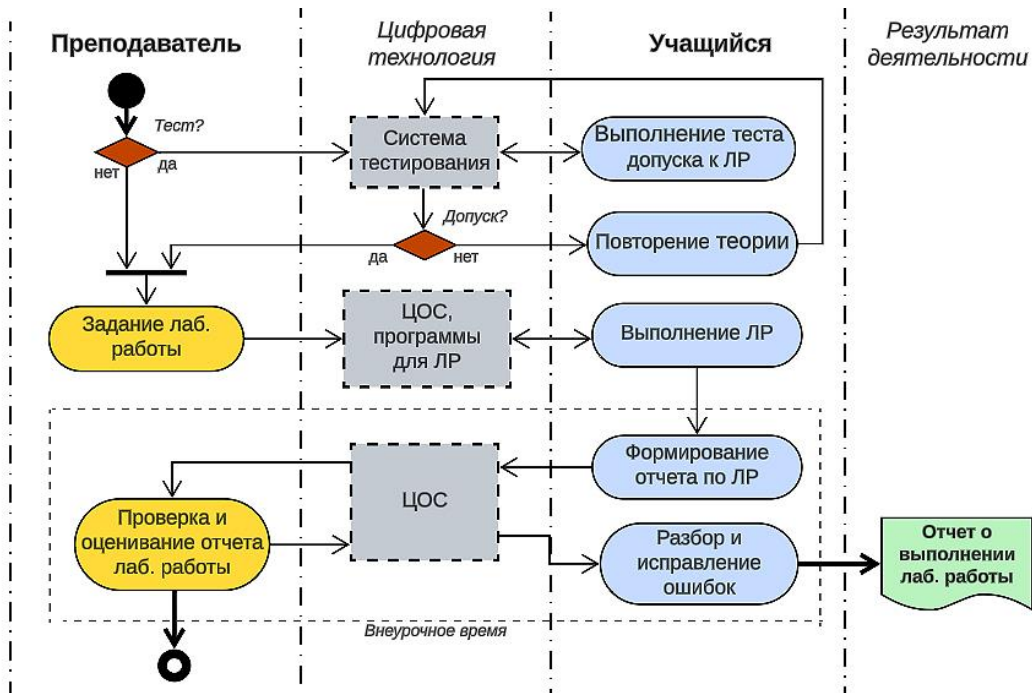 Преподаватель
Цифровая
технология
Учащийся
Результат
деятельности
Тест?
нет
да
Система
тестирования
Выполнение теста
допуска к ЛР
Допуск?
да
нет
Повторение теории
Задание лаб.
работы
ЦОС,
программы
для ЛР
Выполнение ЛР
Формирование
отчета по ЛР
ЦОС
Проверка и
оценивание отчета
лаб. работы
Разбор и
исправление
ошибок
Отчет о
выполнении
лаб. работы
Внеурочное время